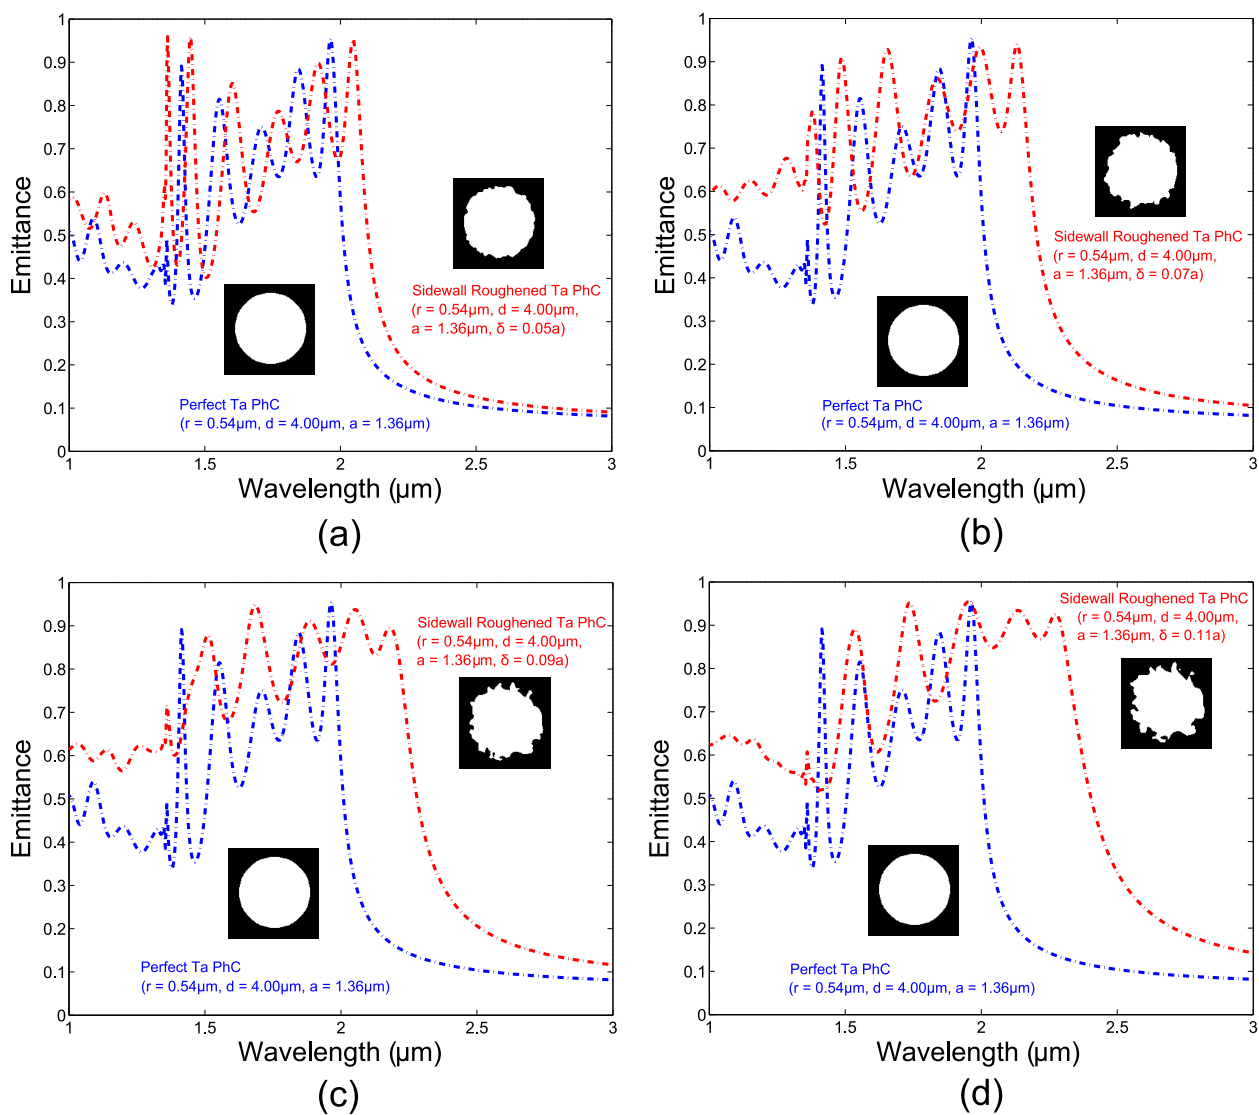 1
0.9
0.8
0.7
0.6
0.5
0.4
0.3
0.2
0.1
0
Emittance
Sidewall Roughened Ta PhC
(r = 0.54μm, d = 4.00μm,
a = 1.36μm, δ = 0.05a)
Perfect Ta PhC
(r = 0.54μm, d = 4.00μm, a = 1.36μm)
1 1.5 2 2.5 3
Wavelength (μm)
(a)
1
0.9
0.8
0.7
0.6
0.5
0.4
0.3
0.2
0.1
0
Emittance
Sidewall Roughened Ta PhC
(r = 0.54μm, d = 4.00μm,
a = 1.36μm, δ = 0.07a)
Perfect Ta PhC
(r = 0.54μm, d = 4.00μm, a = 1.36μm)
1 1.5 2 2.5 3
Wavelength (μm)
(b)
1
0.9
0.8
0.7
0.6
0.5
0.4
0.3
0.2
0.1
0
Emittance
Sidewall Roughened Ta PhC
(r = 0.54μm, d = 4.00μm,
a = 1.36μm, δ = 0.09a)
Perfect Ta PhC
(r = 0.54μm, d = 4.00μm, a = 1.36μm)
1 1.5 2 2.5 3
Wavelength (μm)
(c)
1
0.9
0.8
0.7
0.6
0.5
0.4
0.3
0.2
0.1
0
Emittance
Sidewall Roughened Ta PhC
(r = 0.54μm, d = 4.00μm,
a = 1.36μm, δ = 0.11a)
Perfect Ta PhC
(r = 0.54μm, d = 4.00μm, a = 1.36μm)
1 1.5 2 2.5 3
Wavelength (μm)
(d)